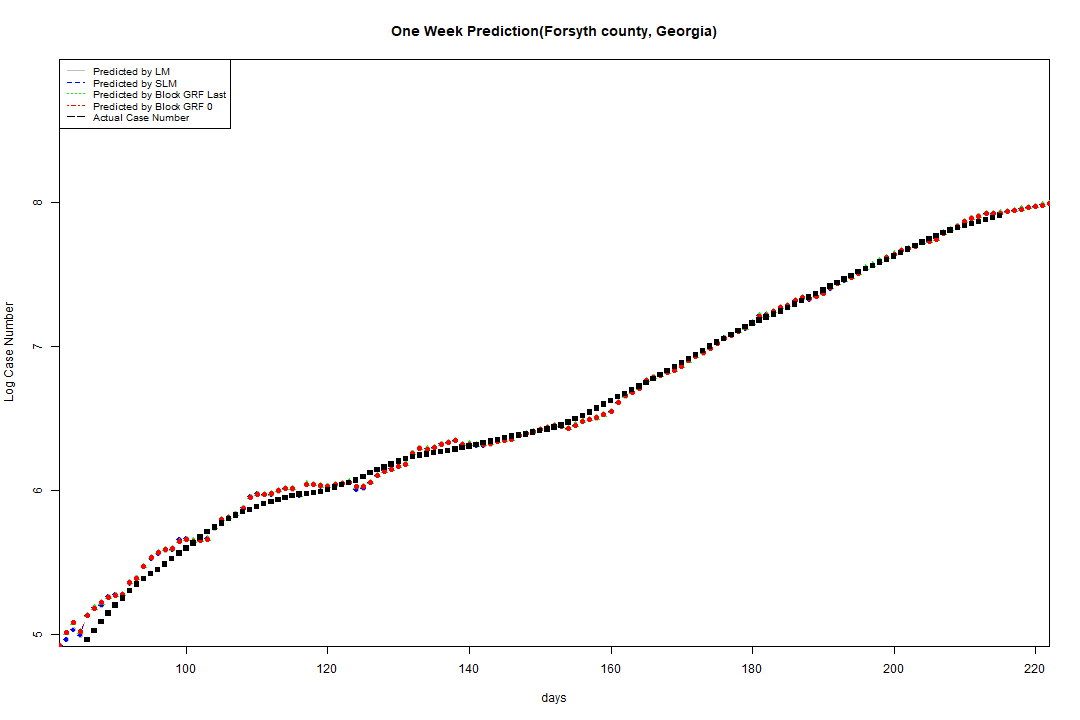 One Week Prediction(Forsyth county, Georgia)
Predicted by LM
Predicted by SLM
Predicted by Block GRF Last
Predicted by Block GRF 0
Actual Case Number
8
7
6
5
Log Case Number
100 120 140 160 180 200 220
days